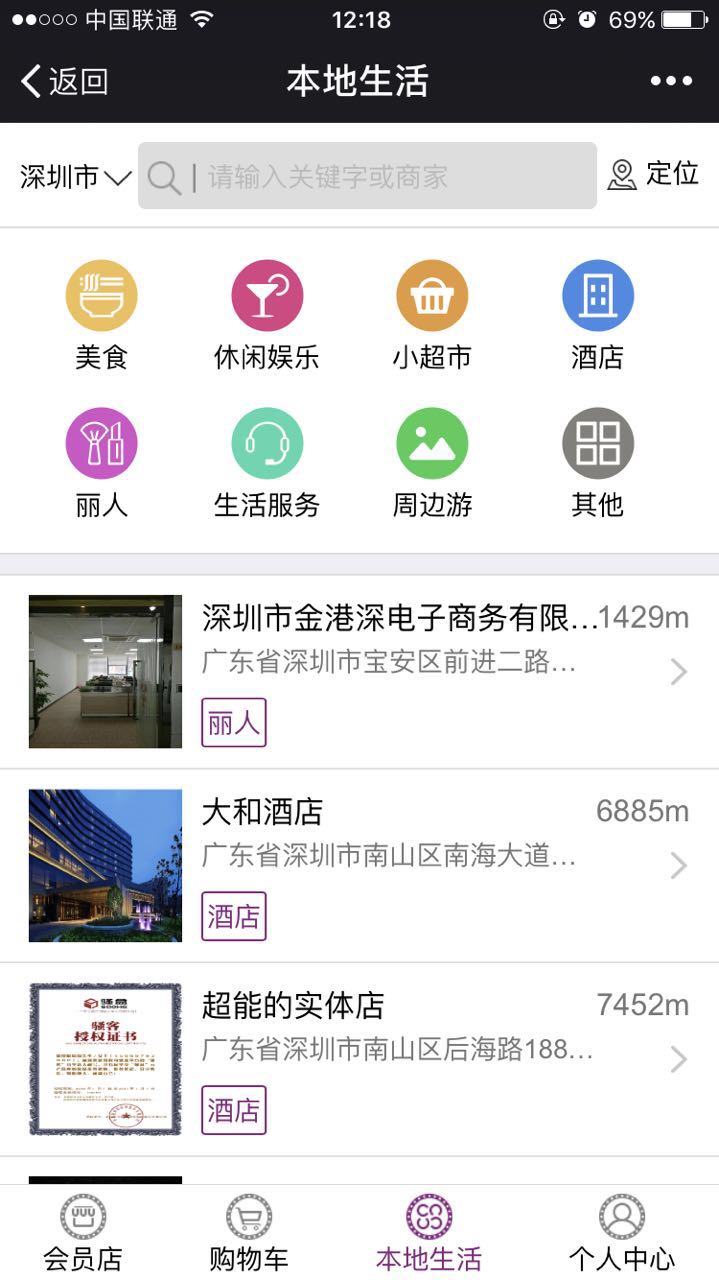 中国联通 12:18 69%
返回 本地生活
深圳市 请输入关键字或商家 定位
美食 休闲娱乐 小超市 酒店
丽人 生活服务 周边游 其他
深圳市金港深电子商务有限... 1429m
广东省深圳市宝安区前进二路...
丽人
大和酒店 6885m
广东省深圳市南山区南海大道...
酒店
骚客
授权证书
超能的实体店 7452m
广东省深圳市南山区后海路188...
酒店
会员店 购物车 本地生活 个人中心